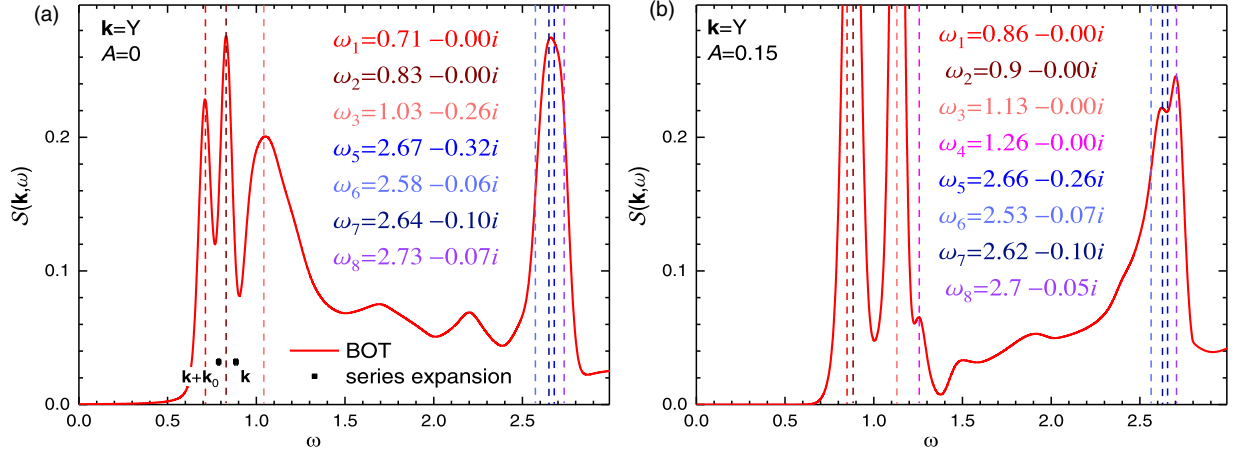 (a)
k=Y
A=0
ω1=0.71 −0.00i
ω2=0.83 −0.00i
ω3=1.03 −0.26i
ω5=2.67 −0.32i
ω6=2.58 −0.06i
ω7=2.64 −0.10i
ω8=2.73 −0.07i
BOT
series expansion
k+k0
k
S(k,ω)
0.2
0.1
0.0
0.0 0.5 1.0 1.5 2.0 2.5
ω
(b)
k=Y
A=0.15
ω1=0.86 −0.00i
ω2=0.9 −0.00i
ω3=1.13 −0.00i
ω4=1.26 −0.00i
ω5=2.66 −0.26i
ω6=2.53 −0.07i
ω7=2.62 −0.10i
ω8=2.7 −0.05i
S(k,ω)
0.2
0.1
0.0
0.0 0.5 1.0 1.5 2.0 2.5
ω